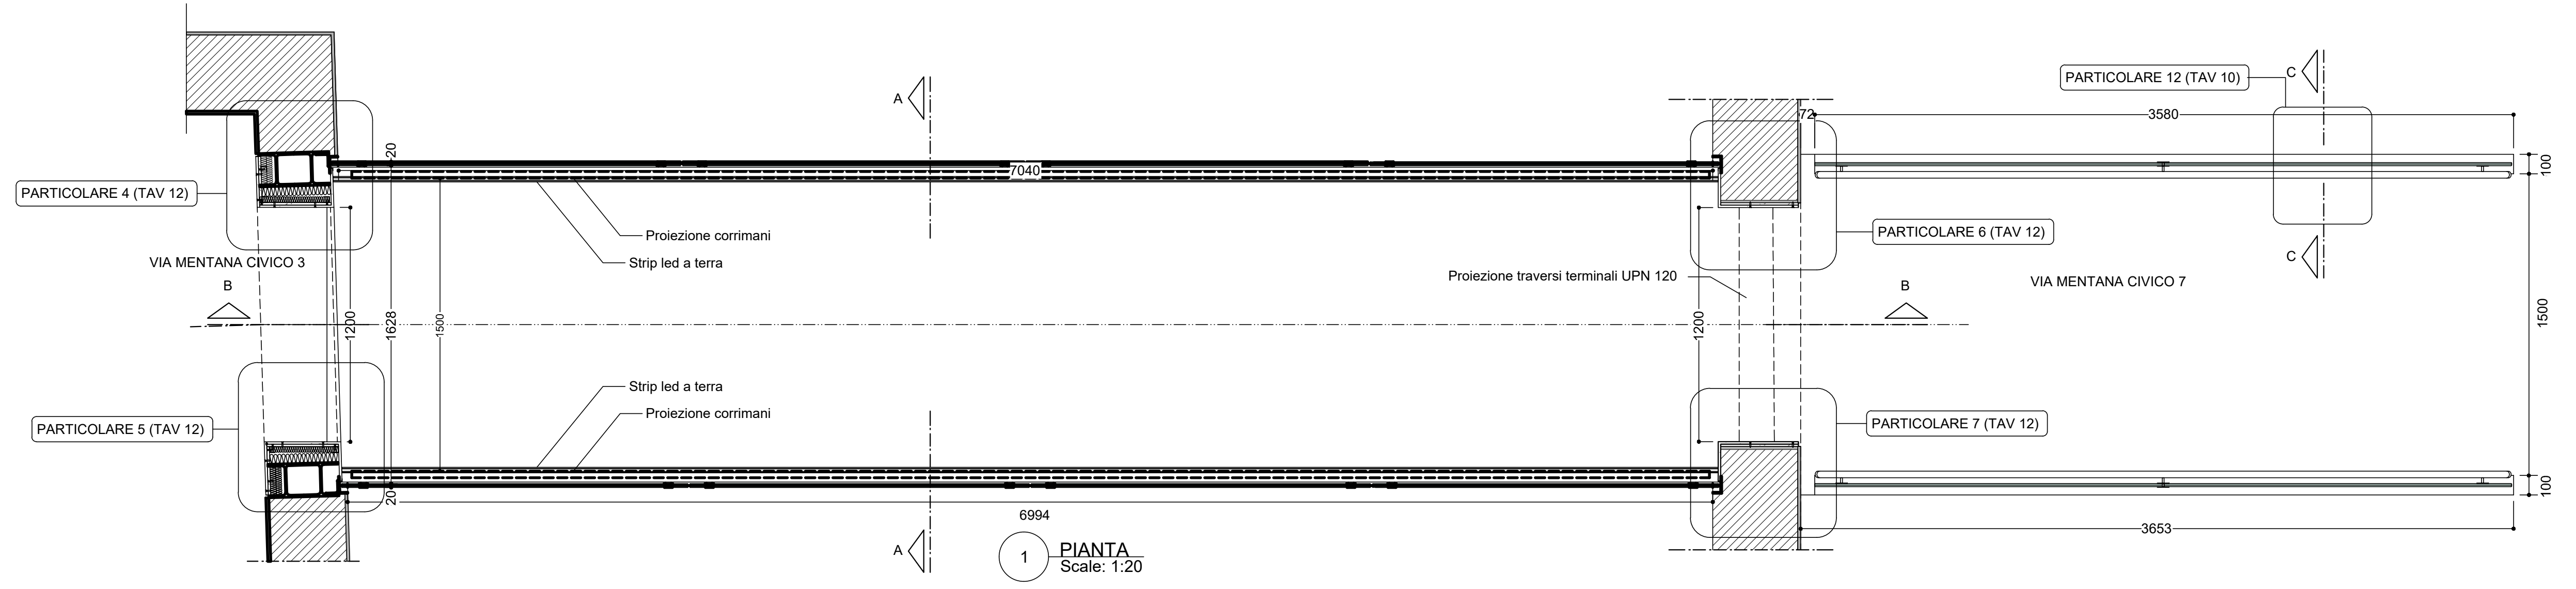 PARTICOLARE 12 (TAV 10)
C
A
72
3580
20
7040
100
PARTICOLARE 4 (TAV 12)
Proiezione corrimani
PARTICOLARE 6 (TAV 12)
C
VIA MENTANA CIVICO 3
Strip led a terra
Proiezione traversi terminali UPN 120
VIA MENTANA CIVICO 7
B
B
1200
1628
1500
1200
1500
Strip led a terra
Proiezione corrimani
PARTICOLARE 5 (TAV 12)
PARTICOLARE 7 (TAV 12)
20
100
6994
3653
A
1
PIANTA
Scale: 1:20